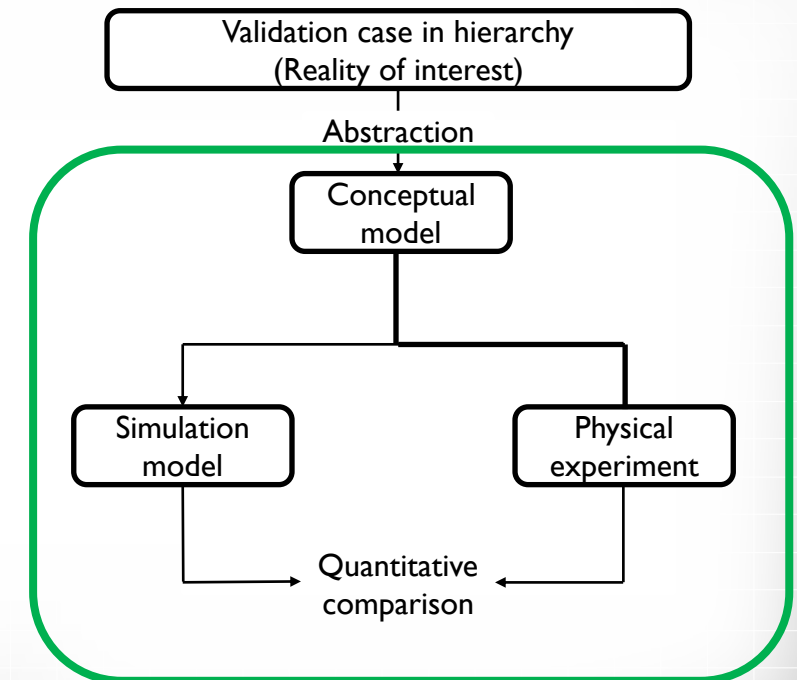 Validation case in hierarchy
(Reality of interest)
Abstraction
Conceptual
model
Simulation
model
Physical
experiment
Quantitative
comparison